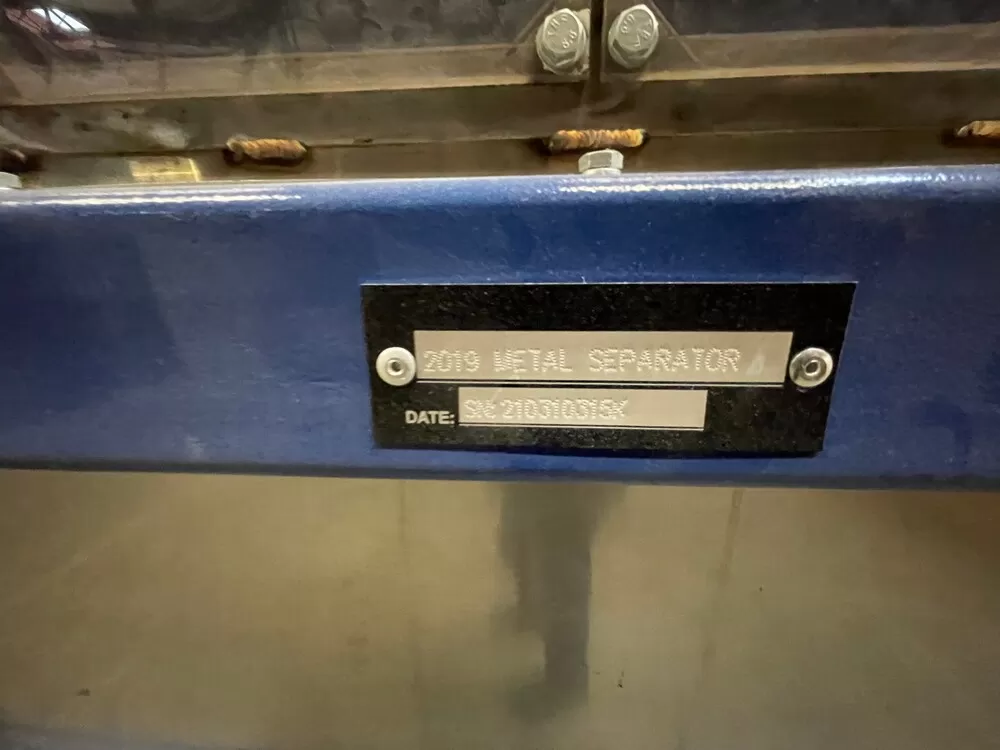 2019 METAL SEPARATOR
DATE: SN: 210310315K